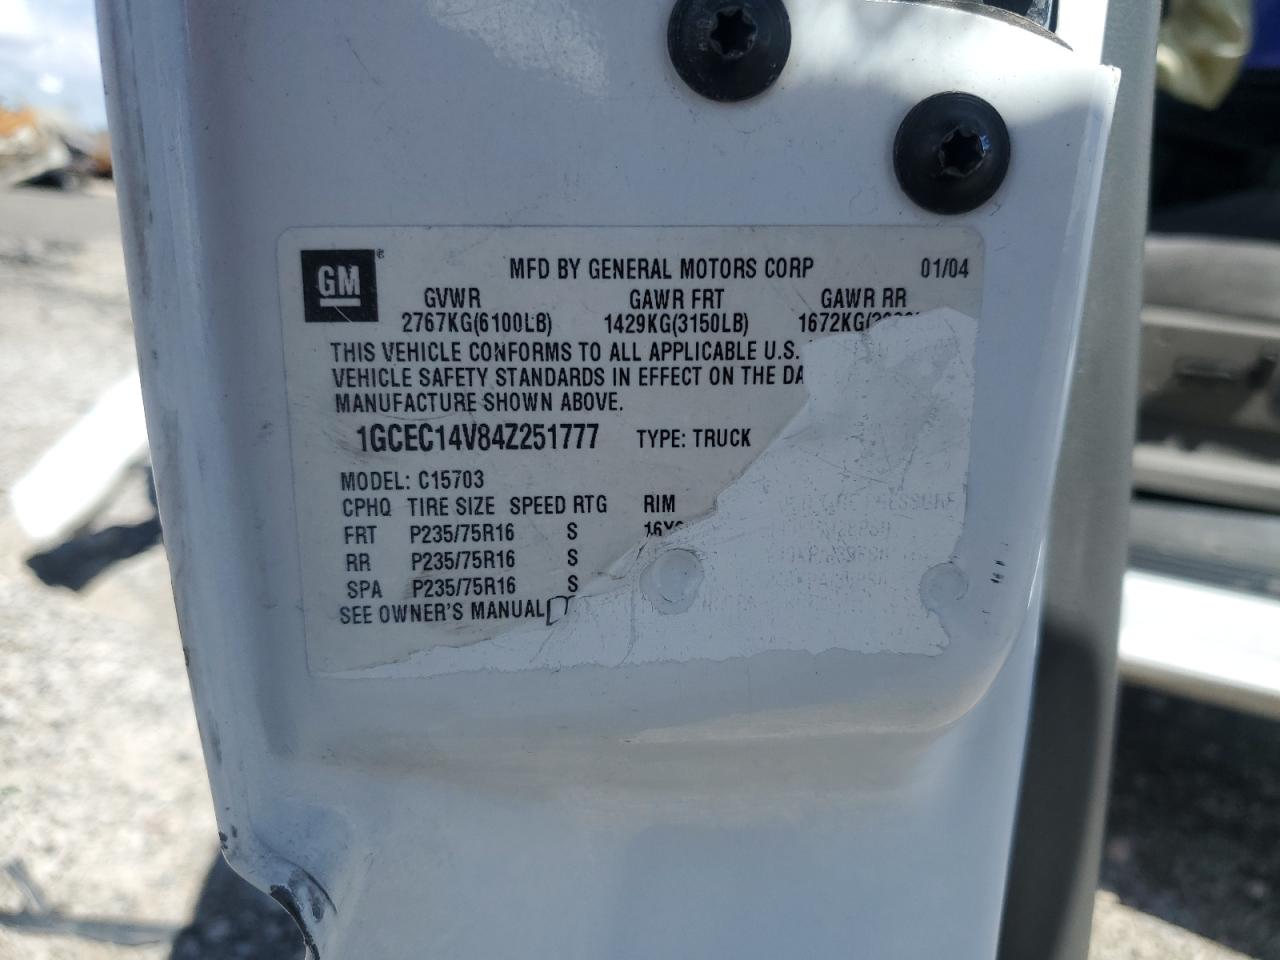 GM® MFD BY GENERAL MOTORS CORP 01/04
GVWR GAWR FRT GAWR RR
2767KG(6100LB) 1429KG(3150LB) 1672KG
THIS VEHICLE CONFORMS TO ALL APPLICABLE U.S.
VEHICLE SAFETY STANDARDS IN EFFECT ON THE DA
MANUFACTURE SHOWN ABOVE.
1GCEC14V84Z251777 TYPE: TRUCK
MODEL: C15703
CPHQ TIRE SIZE SPEED RTG RIM
FRT P235/75R16 S
RR P235/75R16 S
SPA P235/75R16 S
SEE OWNER'S MANUAL